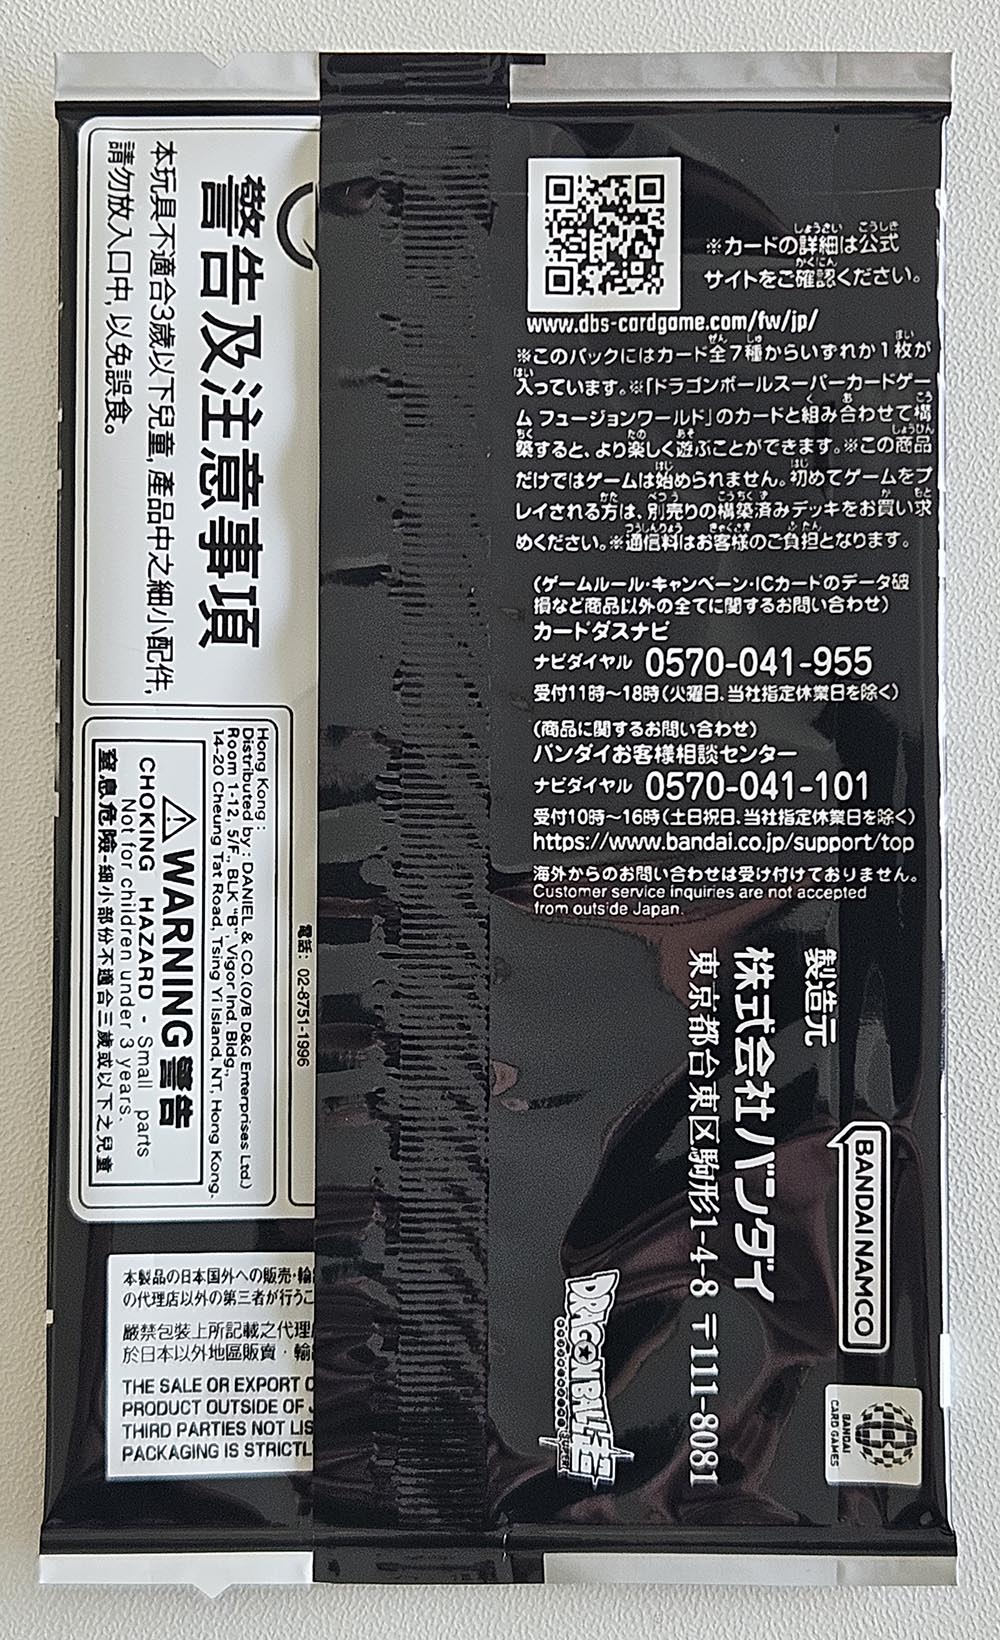 ※カードの詳細は公式
サイトをご確認ください。
www.dbs-cardgame.com/fw/jp/
※このパックにはカード全7種からいずれか1枚が
入っています。※「ドラゴンボールスーパーカードゲー
ム フュージョンワールド」のカードと組み合わせて構
築すると、より楽しく遊ぶことができます。※この商品
だけではゲームは始められません。初めてゲームをプ
レイされる方は、別売りの構築済みデッキをお買い求
めください。※通信料はお客様のご負担となります。
(ゲームルール・キャンペーン・ICカードのデータ破
損など商品以外の全てに関するお問い合わせ)
カードダスナビ
ナビダイヤル 0570-041-955
受付11時～18時(火曜日、当社指定休業日を除く)
(商品に関するお問い合わせ)
バンダイお客様相談センター
ナビダイヤル 0570-041-101
受付10時～16時(土日祝日、当社指定休業日を除く)
https://www.bandai.co.jp/support/top
海外からのお問い合わせは受け付けておりません。
Customer service inquiries are not accepted
from outside Japan.
製造元
株式会社バンダイ
東京都台東区駒形1-4-8 〒111-8081
BANDAI NAMCO
BANDAI
CARD GAMES
DRAGONBALL超
SUPER
警告及注意事項
本玩具不適合3歲以下兒童，產品中之細小配件，
請勿放入口中，以免誤食。
電話: 02-8751-1996
Hong Kong :
Distributed by : DANIEL & CO.(O/B D&G Enterprises Ltd.)
Room 1-12, 5/F., BLK "B", Vigor Ind. Bldg.,
14-20 Cheung Tat Road, Tsing Yi Island, NT, Hong Kong.
WARNING 警告
CHOKING HAZARD - Small parts
Not for children under 3 years.
窒息危險-細小部份不適合三歲或以下之兒童
本製品の日本国外への販売・輸
の代理店以外の第三者が行うこ
嚴禁包裝上所記載之代理
於日本以外地區販賣・輸
THE SALE OR EXPORT O
PRODUCT OUTSIDE OF J
THIRD PARTIES NOT LIS
PACKAGING IS STRICTL